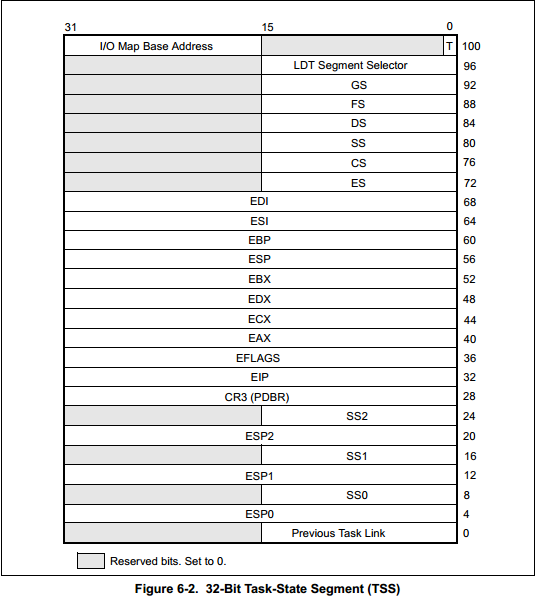 31 15 0
I/O Map Base Address T 100
LDT Segment Selector 96
GS 92
FS 88
DS 84
SS 80
CS 76
ES 72
EDI 68
ESI 64
EBP 60
ESP 56
EBX 52
EDX 48
ECX 44
EAX 40
EFLAGS 36
EIP 32
CR3 (PDBR) 28
SS2 24
ESP2 20
SS1 16
ESP1 12
SS0 8
ESP0 4
Previous Task Link 0
Reserved bits. Set to 0.
Figure 6-2. 32-Bit Task-State Segment (TSS)